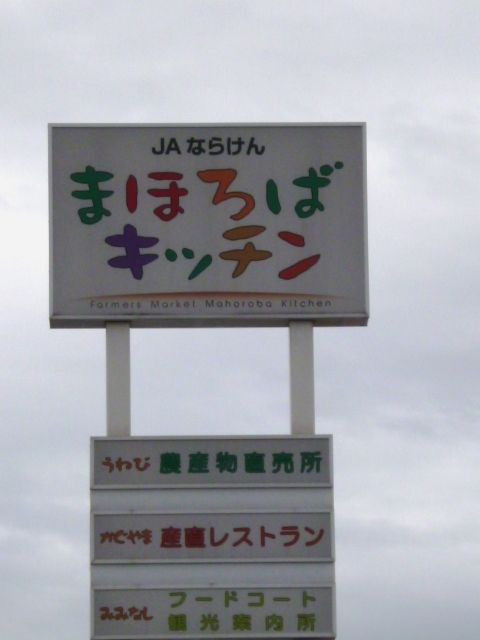 JAならけん
まほろば
キッチン
Farmers Market Mahoroba Kitchen
うねび 農産物直売所
かぐやま 産直レストラン
みみなし フードコート
観光案内所